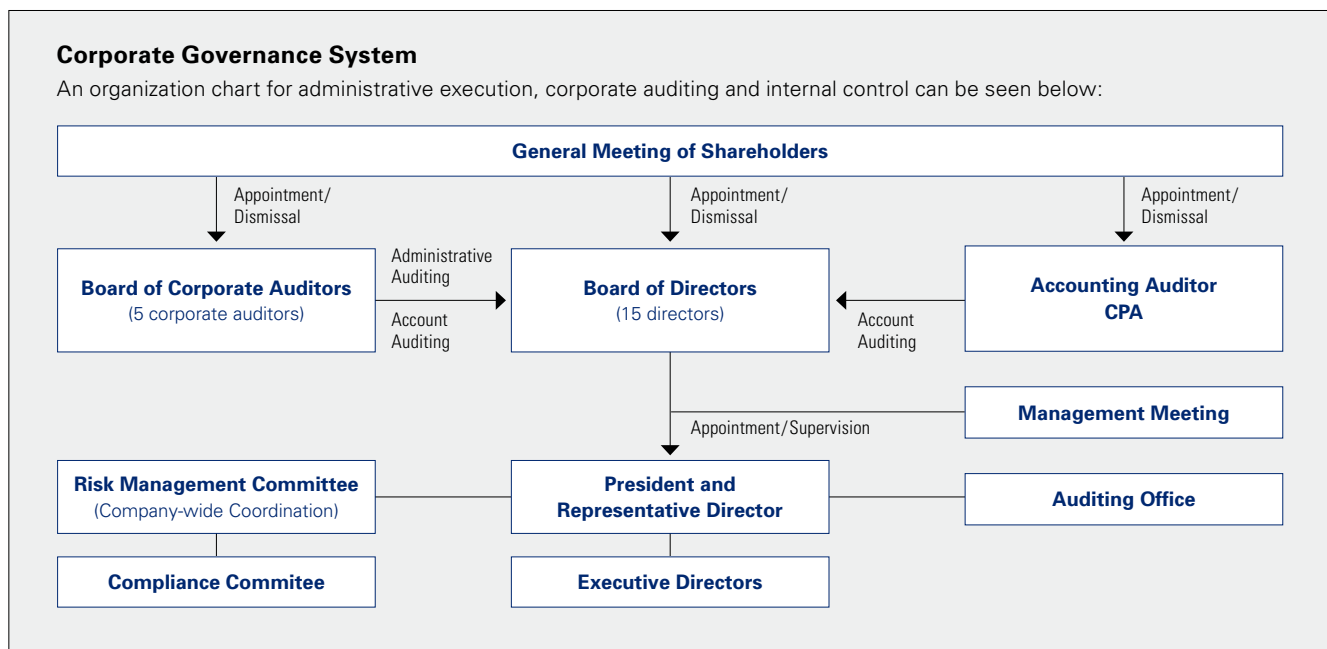 Corporate Governance System
An organization chart for administrative execution, corporate auditing and internal control can be seen below:
General Meeting of Shareholders
Appointment/
Dismissal
Appointment/
Dismissal
Appointment/
Dismissal
Board of Corporate Auditors
(5 corporate auditors)
Administrative
Auditing
Account
Auditing
Board of Directors
(15 directors)
Account
Auditing
Accounting Auditor
CPA
Management Meeting
Appointment/Supervision
Risk Management Committee
(Company-wide Coordination)
President and
Representative Director
Auditing Office
Compliance Commitee
Executive Directors